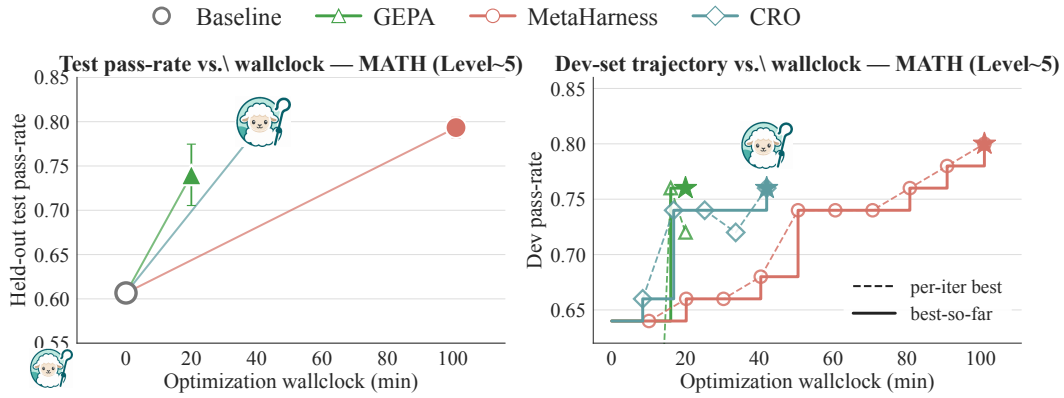 Baseline GEPA MetaHarness CRO
Test pass-rate vs.\ wallclock — MATH (Level~5)
Held-out test pass-rate
0.85
0.80
0.75
0.70
0.65
0.60
0.55
0 20 40 60 80 100
Optimization wallclock (min)
Dev-set trajectory vs.\ wallclock — MATH (Level~5)
Dev pass-rate
0.85
0.80
0.75
0.70
0.65
per-iter best
best-so-far
0 20 40 60 80 100
Optimization wallclock (min)